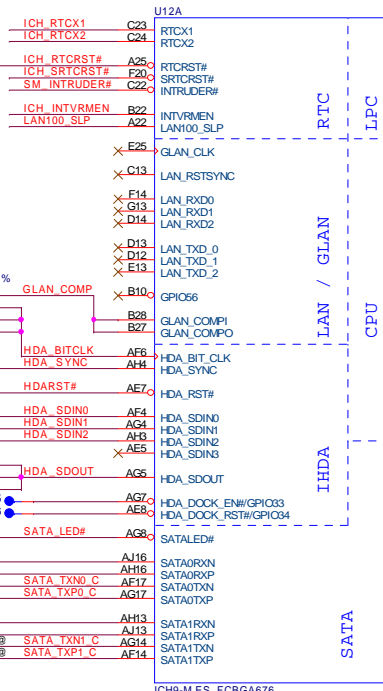 U12A
ICH_RTCX1 C23 RTCX1
ICH_RTCX2 C24 RTCX2
ICH_RTCRST# A25 RTCRST#
ICH_SRTCRST# F20 SRTCRST#
SM_INTRUDER# C22 INTRUDER#
ICH_INTVRMEN B22 INTVRMEN
LAN100_SLP A22 LAN100_SLP
E25 GLAN_CLK
C13 LAN_RSTSYNC
F14 LAN_RXD0
G13 LAN_RXD1
D14 LAN_RXD2
D13 LAN_TXD_0
D12 LAN_TXD_1
E13 LAN_TXD_2
%
B10 GPIO56
GLAN_COMP B28 GLAN_COMPI
B27 GLAN_COMPO
HDA_BITCLK AF6 HDA_BIT_CLK
HDA_SYNC AH4 HDA_SYNC
HDARST# AE7 HDA_RST#
HDA_SDIN0 AF4 HDA_SDIN0
HDA_SDIN1 AG4 HDA_SDIN1
HDA_SDIN2 AH3 HDA_SDIN2
AE5 HDA_SDIN3
HDA_SDOUT AG5 HDA_SDOUT
AG7 HDA_DOCK_EN#/GPIO33
AE8 HDA_DOCK_RST#/GPIO34
SATA_LED# AG8 SATALED#
AJ16 SATA0RXN
AH16 SATA0RXP
SATA_TXN0_C AF17 SATA0TXN
SATA_TXP0_C AG17 SATA0TXP
AH13 SATA1RXN
AJ13 SATA1RXP
@ SATA_TXN1_C AG14 SATA1TXN
@ SATA_TXP1_C AF14 SATA1TXP
RTC
LPC
LAN / GLAN
CPU
IHDA
SATA
ICH9-M ES_FCBGA676